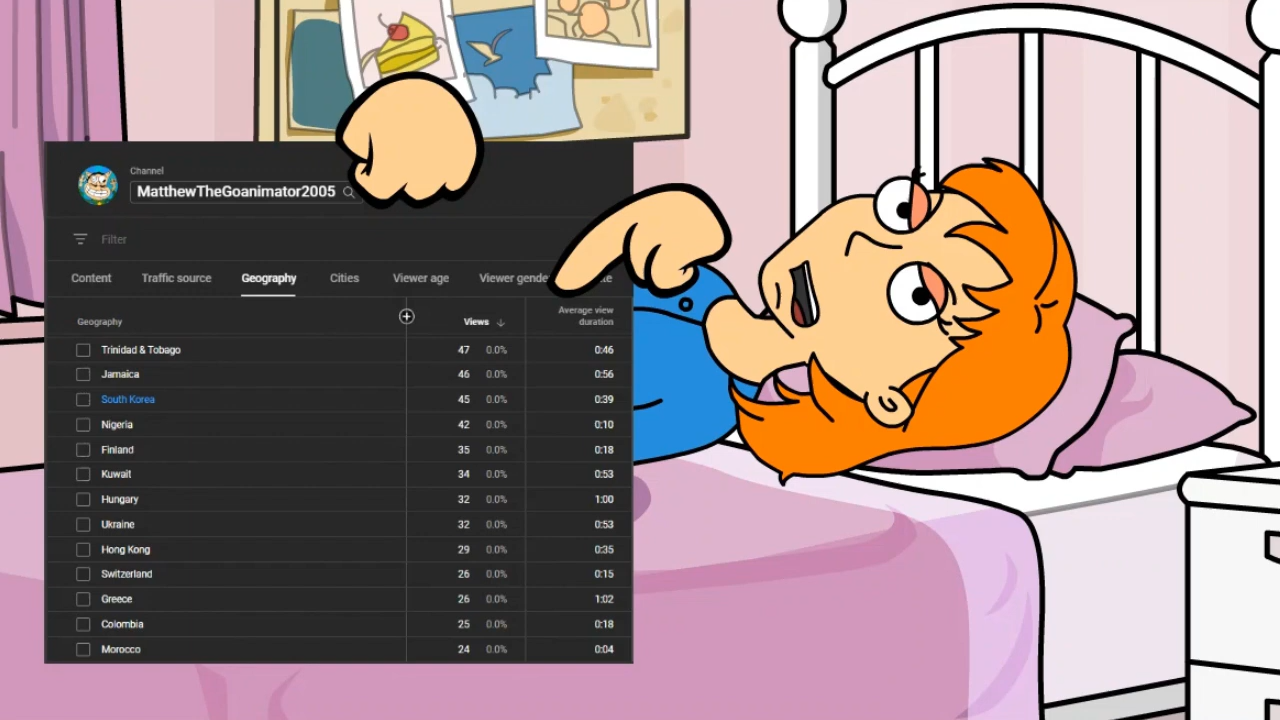 Channel
MatthewTheGoanimator2005
Filter
Content Traffic source Geography Cities Viewer age Viewer gender
Geography Views Average view duration
Trinidad & Tobago 47 0.0% 0:46
Jamaica 46 0.0% 0:56
South Korea 45 0.0% 0:39
Nigeria 42 0.0% 0:10
Finland 35 0.0% 0:18
Kuwait 34 0.0% 0:53
Hungary 32 0.0% 1:00
Ukraine 32 0.0% 0:53
Hong Kong 29 0.0% 0:35
Switzerland 26 0.0% 0:15
Greece 26 0.0% 1:02
Colombia 25 0.0% 0:18
Morocco 24 0.0% 0:04